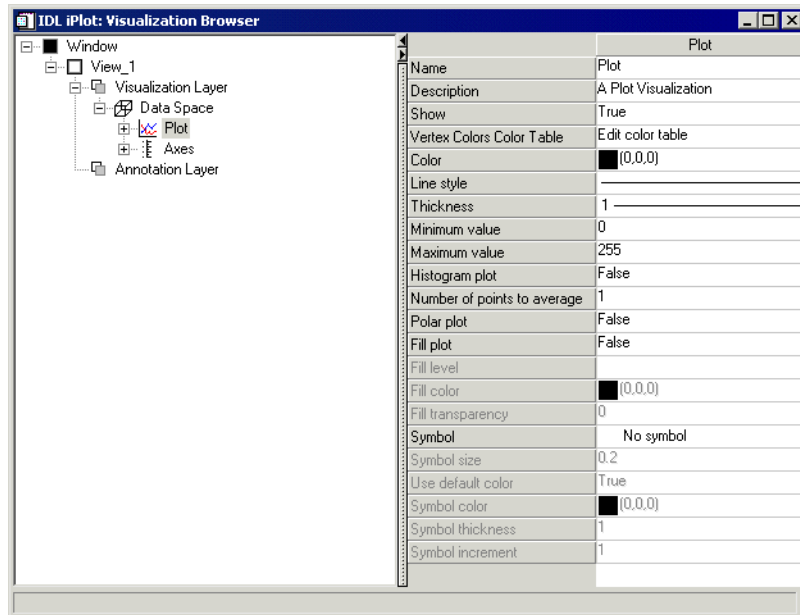 IDL iPlot: Visualization Browser
Window
View_1
Visualization Layer
Data Space
Plot
Axes
Annotation Layer
Plot
Name Plot
Description A Plot Visualization
Show True
Vertex Colors Color Table Edit color table
Color (0,0,0)
Line style
Thickness 1
Minimum value 0
Maximum value 255
Histogram plot False
Number of points to average 1
Polar plot False
Fill plot False
Fill level
Fill color (0,0,0)
Fill transparency 0
Symbol No symbol
Symbol size 0.2
Use default color True
Symbol color (0,0,0)
Symbol thickness 1
Symbol increment 1